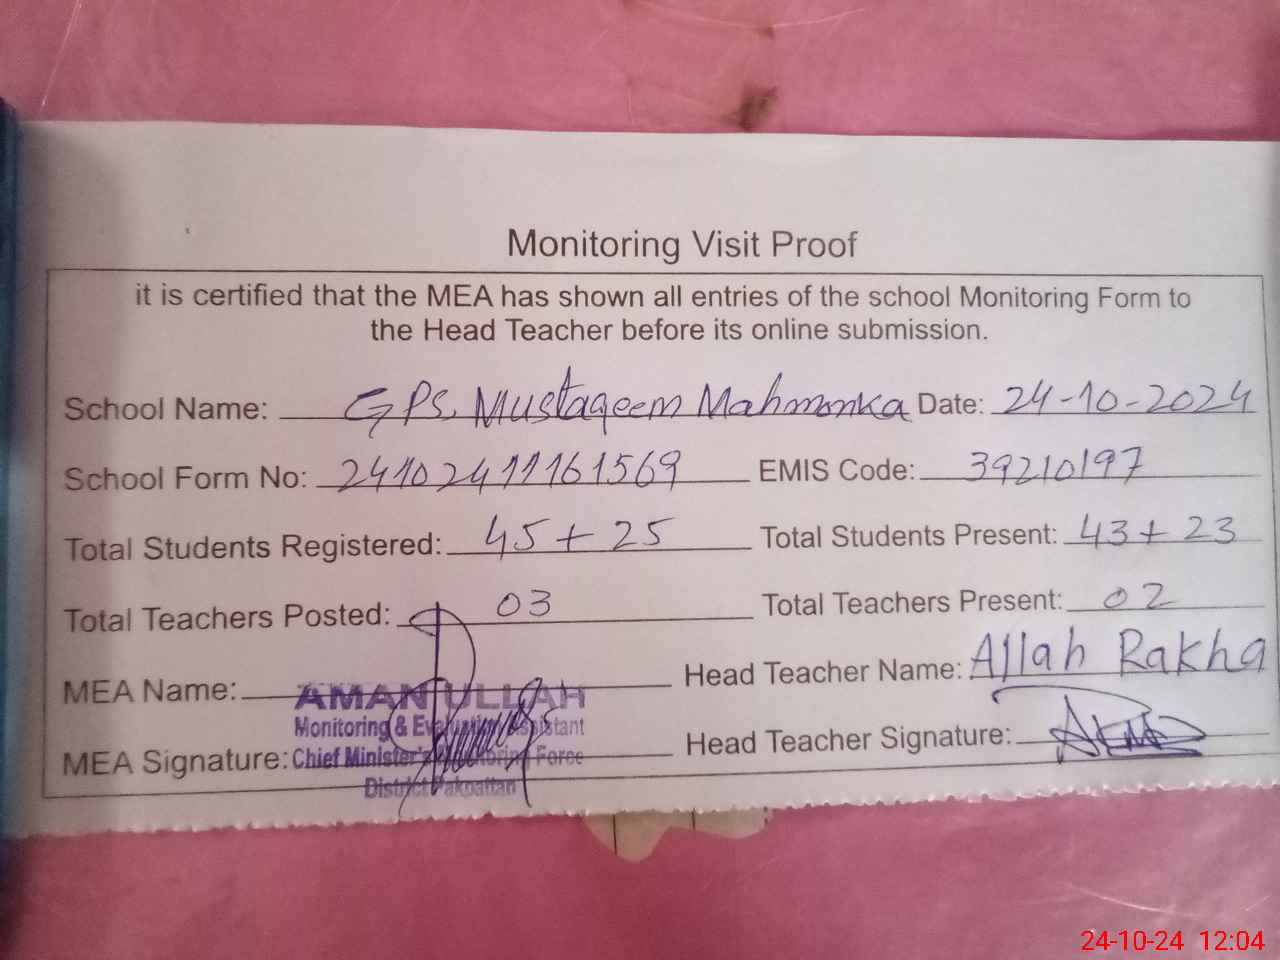 Monitoring Visit Proof
it is certified that the MEA has shown all entries of the school Monitoring Form to
the Head Teacher before its online submission.
School Name: GPS. Mustaqeem Mahmonka Date: 24-10-2024
School Form No: 24102411161569 EMIS Code: 39210197
Total Students Registered: 45 + 25 Total Students Present: 43 + 23
Total Teachers Posted: 03 Total Teachers Present: 02
MEA Name: AMAN ULLAH Head Teacher Name: Allah Rakha
Monitoring & Evaluation Assistant
MEA Signature: Chief Minister's Monitoring Force Head Teacher Signature:
District Pakpattan
24-10-24 12:04